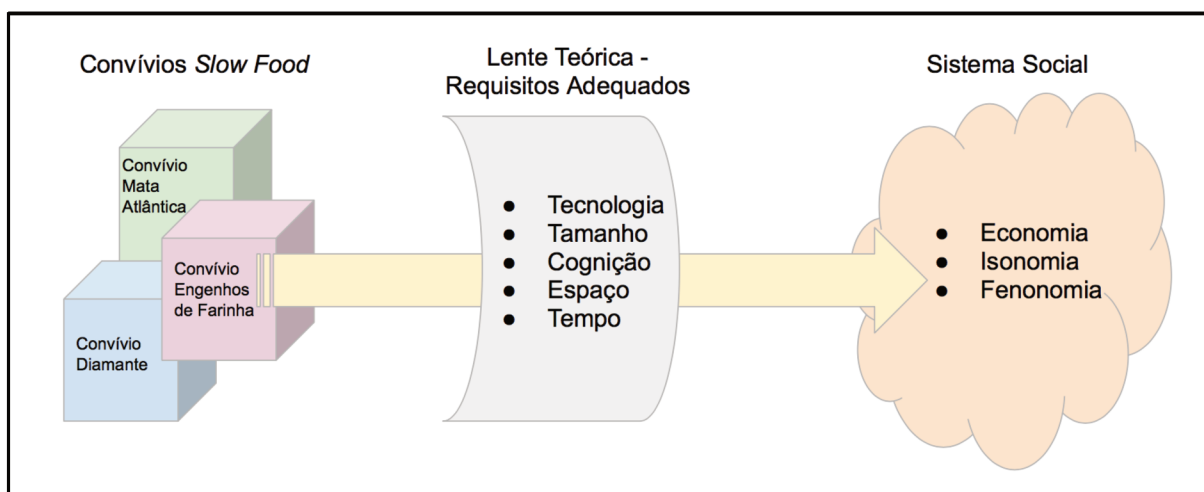 Convívios Slow Food
Convívio
Mata
Atlântica
Convívio
Engenhos
de Farinha
Convívio
Diamante
Lente Teórica -
Requisitos Adequados
● Tecnologia
● Tamanho
● Cognição
● Espaço
● Tempo
Sistema Social
● Economia
● Isonomia
● Fenonomia